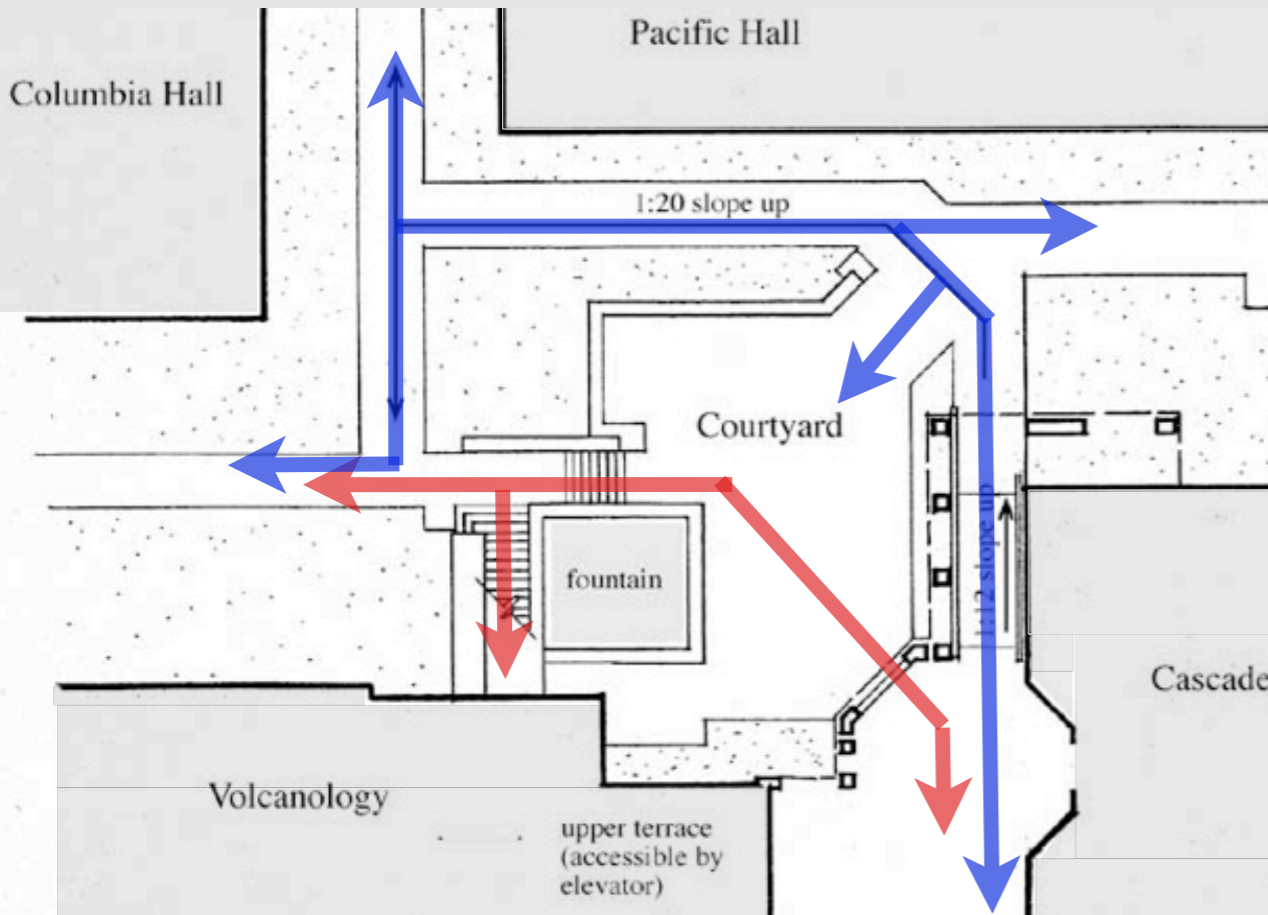 Pacific Hall
Columbia Hall
1:20 slope up
Courtyard
1:12 slope up
fountain
Cascade
Volcanology
upper terrace
(accessible by
elevator)